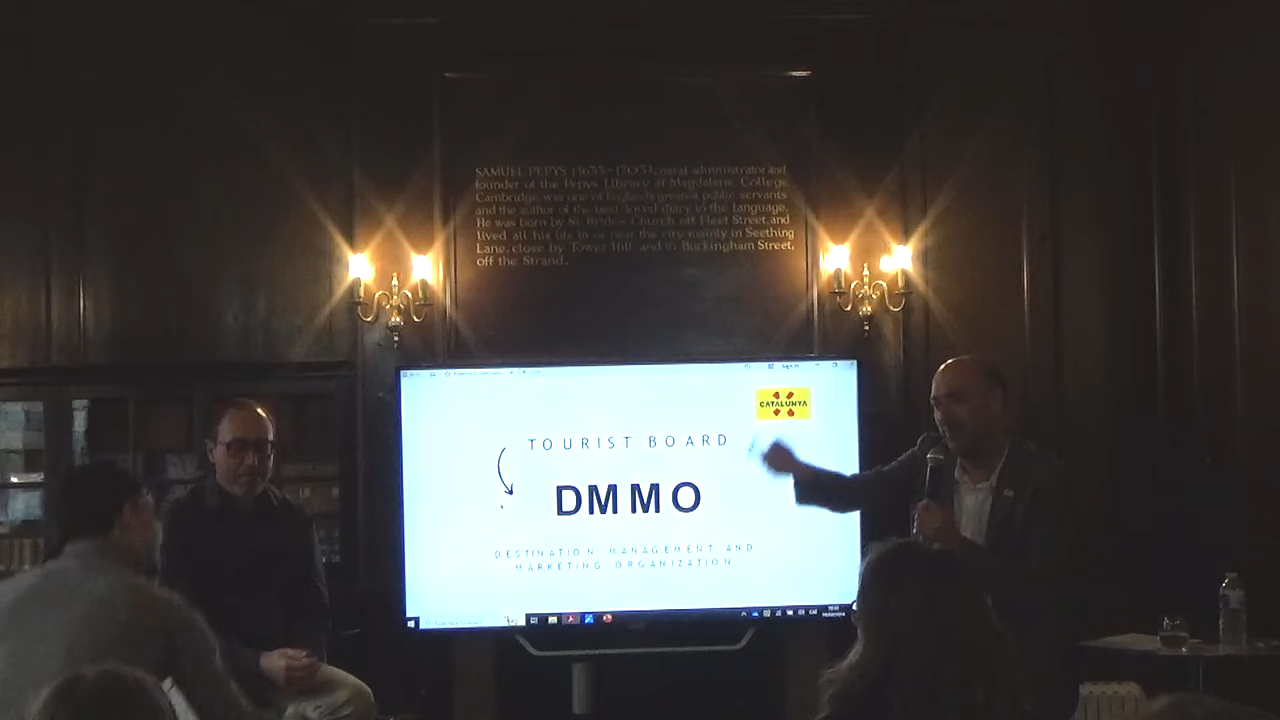 SAMUEL PEPYS (1633-1703), naval administrator and
founder of the Pepys Library at Magdalene College,
Cambridge, was one of England's greatest public servants
and the author of the best loved diary in the language.
He was born by St Bride's Church off Fleet Street, and
lived all his life in or near the city mainly in Seething
Lane, close by Tower Hill and in Buckingham Street,
off the Strand.
Sign in
CATALUNYA
TOURIST BOARD
DMMO
DESTINATION MANAGEMENT AND
MARKETING ORGANIZATION